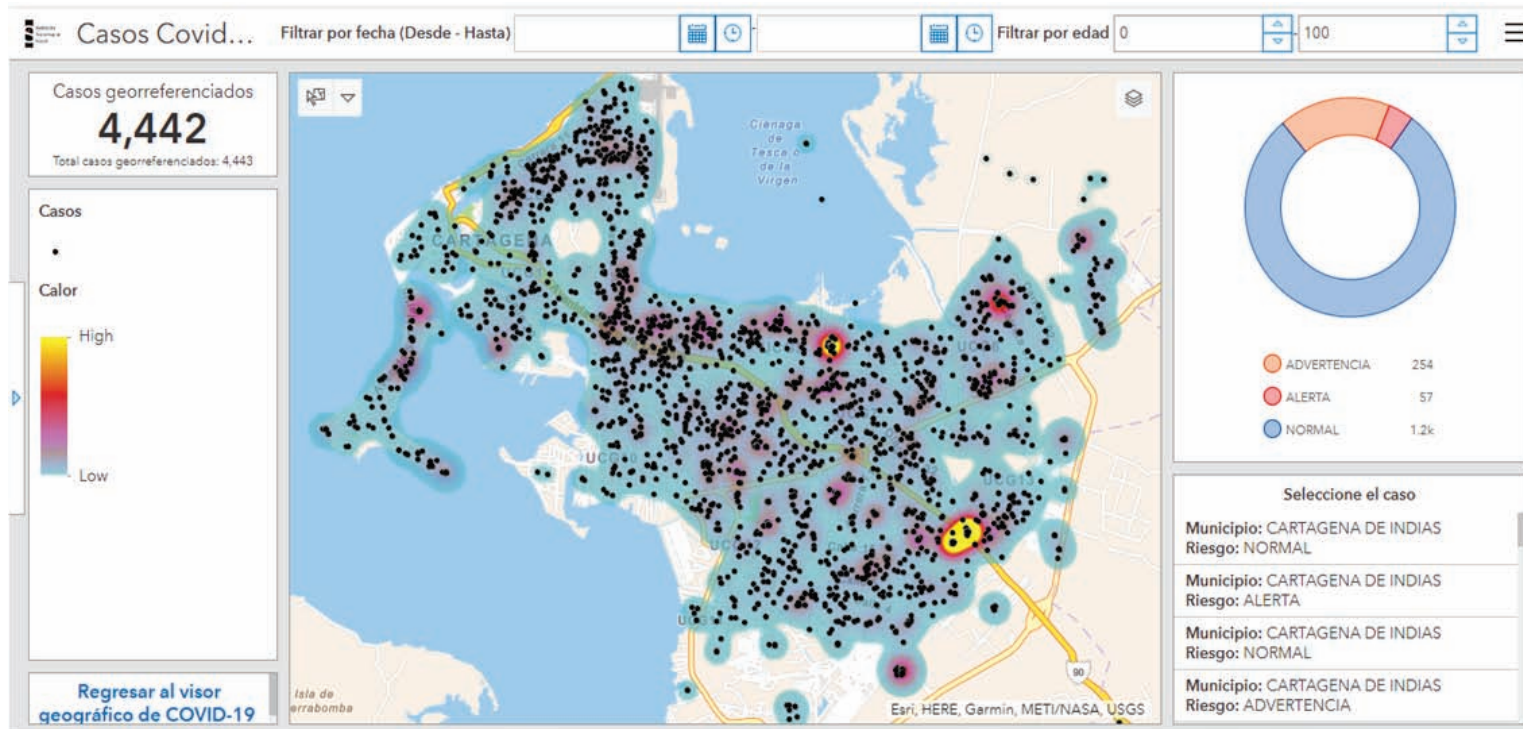 Casos Covid...
Filtrar por fecha (Desde - Hasta)
-
Filtrar por edad 0 - 100
Casos georreferenciados
4,442
Total casos georreferenciados: 4,443
Casos
Calor
High
Low
Regresar al visor
geográfico de COVID-19
Ciénaga
de
Tesca o
de la
Virgen
CARTAGENA
UCG10
UCG13
90
Isla de
Esri, HERE, Garmin, METI/NASA, USGS
ADVERTENCIA 254
ALERTA 57
NORMAL 1.2k
Seleccione el caso
Municipio: CARTAGENA DE INDIAS
Riesgo: NORMAL
Municipio: CARTAGENA DE INDIAS
Riesgo: ALERTA
Municipio: CARTAGENA DE INDIAS
Riesgo: NORMAL
Municipio: CARTAGENA DE INDIAS
Riesgo: ADVERTENCIA